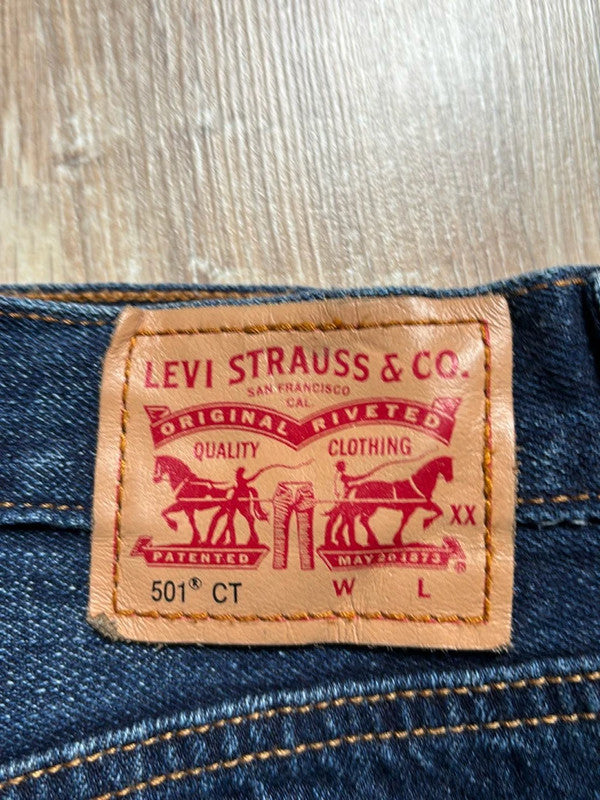 LEVI STRAUSS & CO.
SAN FRANCISCO
CAL.
ORIGINAL RIVETED
QUALITY CLOTHING
XX
PATENTED MAY 20 1873
®
501® CT W L